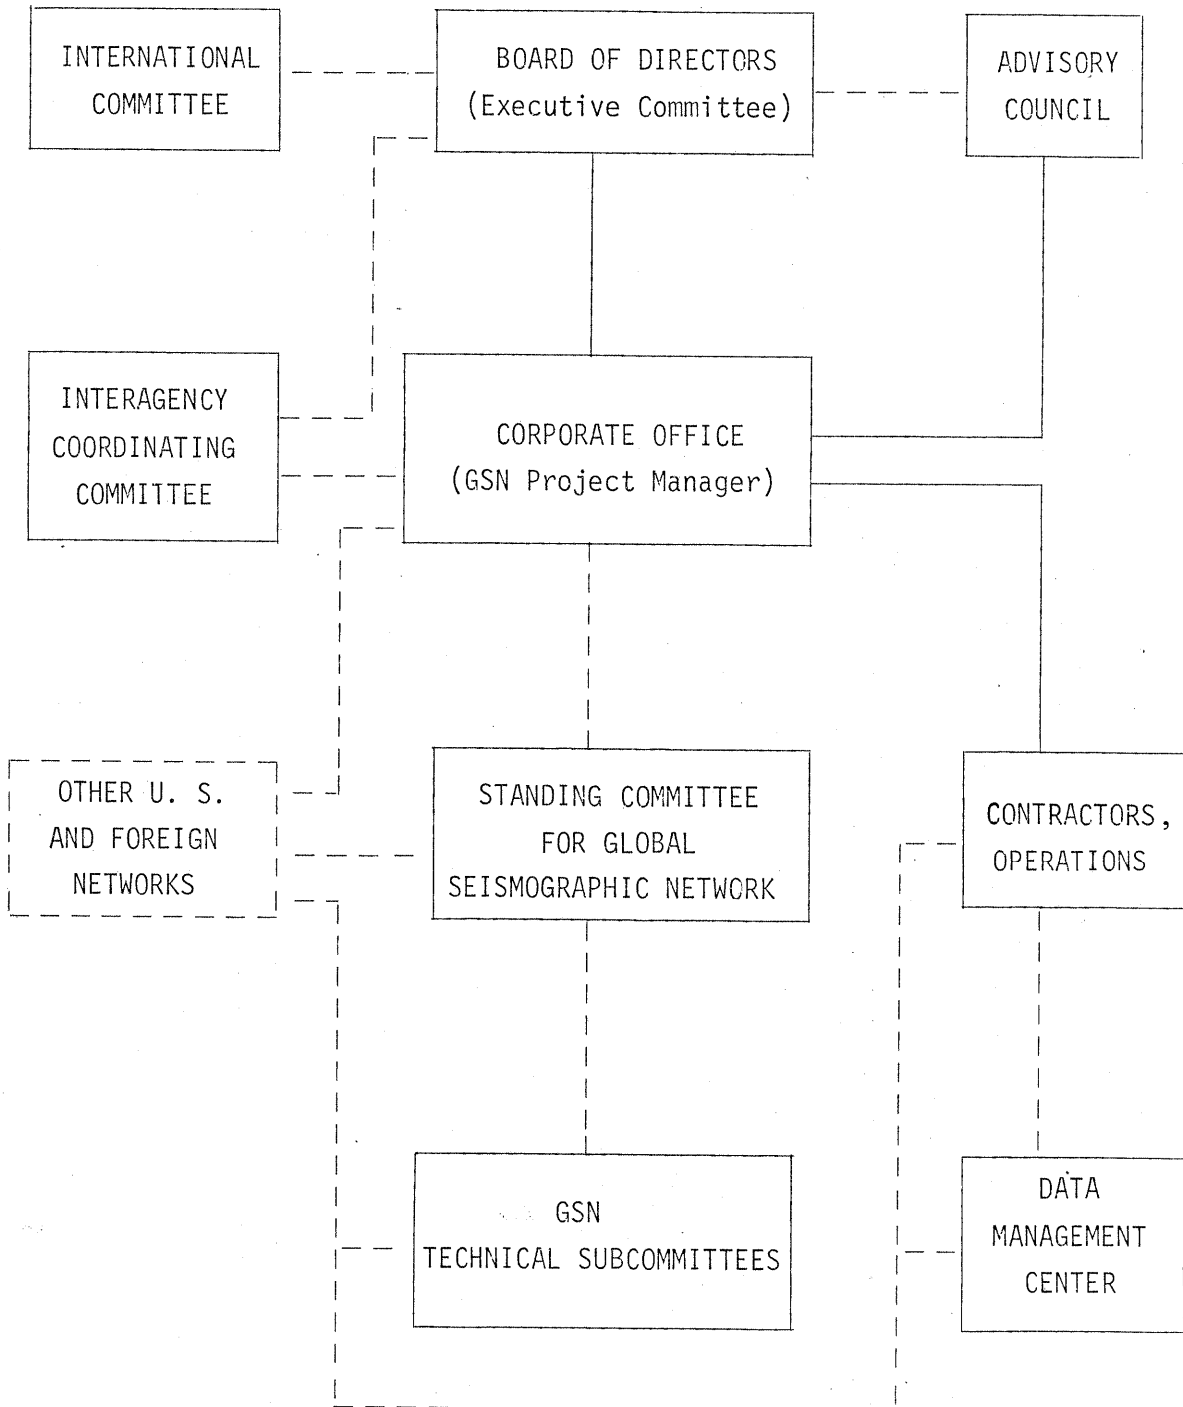 INTERNATIONAL
COMMITTEE
BOARD OF DIRECTORS
(Executive Committee)
ADVISORY
COUNCIL
INTERAGENCY
COORDINATING
COMMITTEE
CORPORATE OFFICE
(GSN Project Manager)
OTHER U. S.
AND FOREIGN
NETWORKS
STANDING COMMITTEE
FOR GLOBAL
SEISMOGRAPHIC NETWORK
CONTRACTORS,
OPERATIONS
GSN
TECHNICAL SUBCOMMITTEES
DATA
MANAGEMENT
CENTER